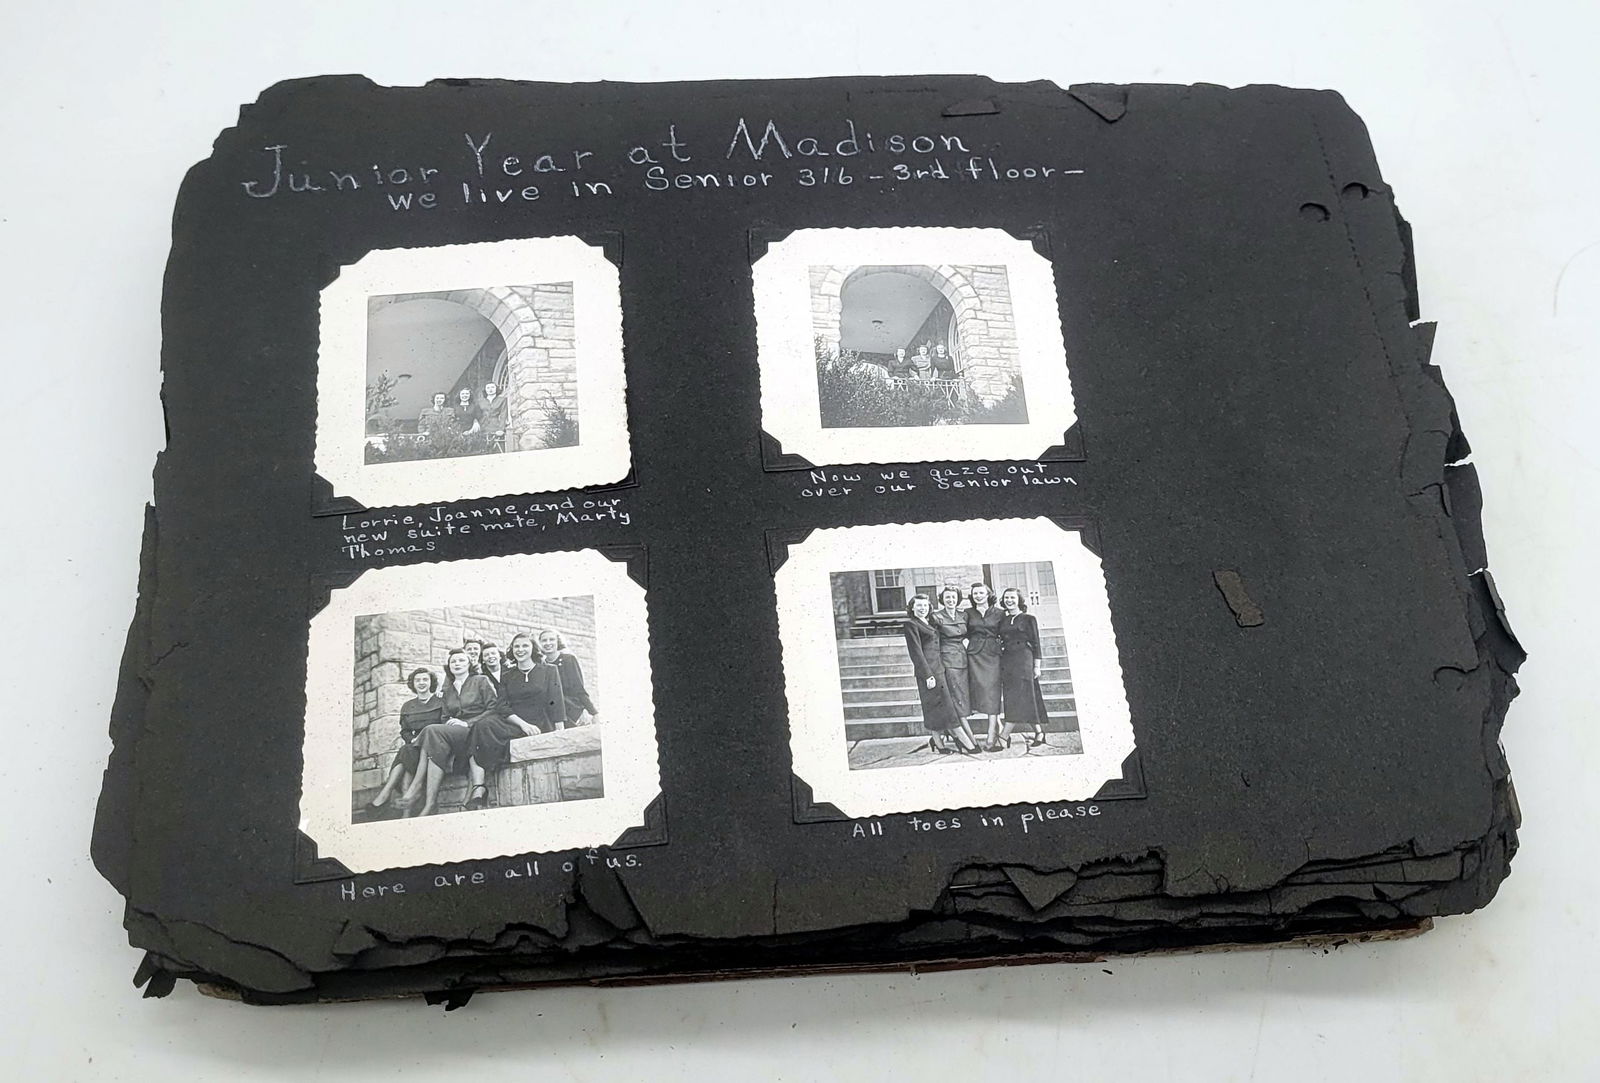 Junior Year at Madison
we live in Senior 316 - 3rd floor -
Lorrie, Joanne, and our
new suite mate, Marty
Thomas
Now we gaze out
over our Senior lawn
Here are all of us.
All toes in please